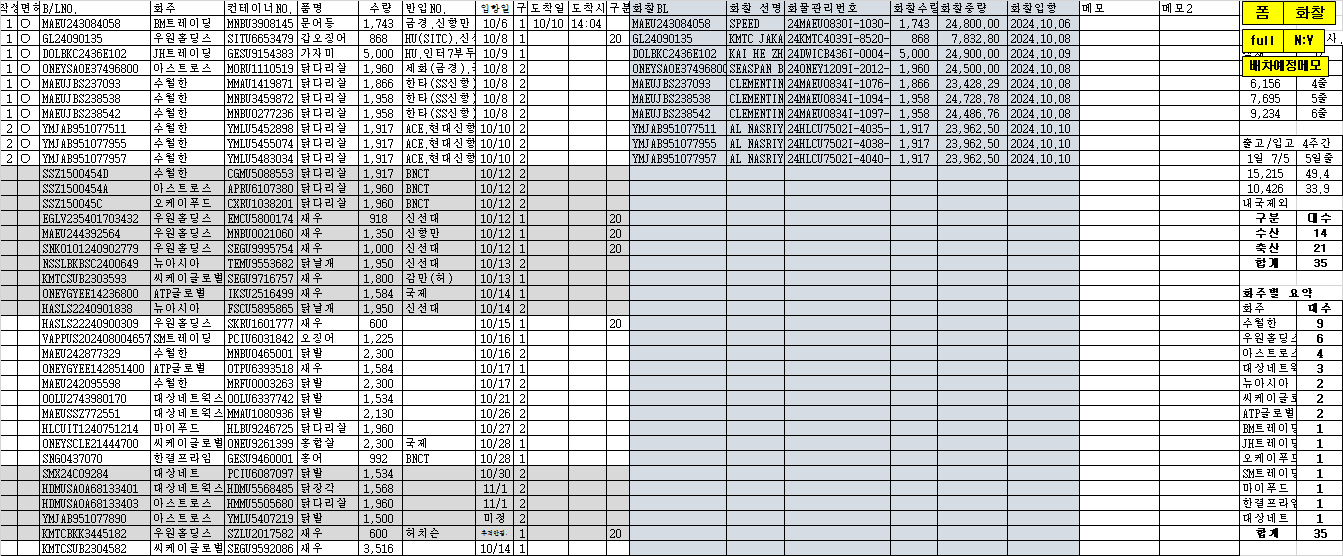 작성 면허 B/LNO. 화주 컨테이너NO. 품명 수량 반입NO. 입항일 구 도착일 도착시 구분 화찰BL 화찰 선명 화물관리번호 화찰수량 화찰중량 화찰입항 메모 메모2 폼 화찰
1 O MAEU243084058 BM트레이딩 MNBU3908145 문어등 1,743 금경.신항만 10/6 1 10/10 14:04 MAEU243084058 SPEED 24MAEU0830I-1030- 1,743 24,800.00 2024.10.06
1 O GL24090135 우원홀딩스 SITU6653479 갑오징어 868 HU(SITC).신 10/8 1 20 GL24090135 KMTC JAKA 24KMTC4039I-8520- 868 7,832.80 2024.10.08 full N:Y 사.
1 O DOLBKC2436E102 JH트레이딩 GESU9154383 가자미 5,000 HU.인터7부두 10/9 1 DOLBKC2436E102 KAI HE ZH 24DWICB436I-0004- 5,000 24,900.00 2024.10.09
1 O ONEYSAOE37496800 아스트로스 MORU1110519 닭다리살 1,960 제화(금경). 10/8 2 ONEYSAOE37496800 SEASPAN B 24ONEY1209I-2012- 1,960 24,500.00 2024.10.08 배차예정메모
1 O MAEUJBS237093 수월한 MMAU1419871 닭다리살 1,866 한타(SS신항) 10/8 2 MAEUJBS237093 CLEMENTIN 24MAEU0834I-1076- 1,866 23,428.29 2024.10.08 6,156 4줄
1 O MAEUJBS238538 수월한 MNBU3459872 닭다리살 1,958 한타(SS신항) 10/8 2 MAEUJBS238538 CLEMENTIN 24MAEU0834I-1094- 1,958 24,728.78 2024.10.08 7,695 5줄
1 O MAEUJBS238542 수월한 MNBU0277236 닭다리살 1,958 한타(SS신항) 10/8 2 MAEUJBS238542 CLEMENTIN 24MAEU0834I-1097- 1,958 24,486.76 2024.10.08 9,234 6줄
2 O YMJAB951077511 수월한 YMLU5452898 닭다리살 1,917 ACE.현대신항 10/10 2 YMJAB951077511 AL NASRIY 24HLCU7502I-4035- 1,917 23,962.50 2024.10.10
2 O YMJAB951077955 수월한 YMLU5455074 닭다리살 1,917 ACE.현대신항 10/10 2 YMJAB951077955 AL NASRIY 24HLCU7502I-4038- 1,917 23,962.50 2024.10.10 출고/입고 4주간
2 O YMJAB951077957 수월한 YMLU5483034 닭다리살 1,917 ACE.현대신항 10/10 2 YMJAB951077957 AL NASRIY 24HLCU7502I-4040- 1,917 23,962.50 2024.10.10 1일 7/5 5일줄
SSZ1500454D 수월한 CGMU5088553 닭다리살 1,917 BNCT 10/12 2 15,215 49.4
SSZ1500454A 아스트로스 APRU6107380 닭다리살 1,960 BNCT 10/12 2 10,426 33.9
SSZ150045C 오케이푸드 CXRU1038201 닭다리살 1,960 BNCT 10/12 2 내국제외
EGLV235401703432 우원홀딩스 EMCU5800174 새우 918 신선대 10/12 1 20 구분 대수
MAEU244392564 우원홀딩스 MNBU0021060 새우 1,350 신항만 10/12 1 20 수산 14
SNKO101240902779 우원홀딩스 SEGU9995754 새우 1,000 신선대 10/12 1 20 축산 21
NSSLBKBSC2400649 뉴아시아 TEMU9553682 닭날개 1,950 신선대 10/13 2 합계 35
KMTCSUB2303593 씨케이글로벌 SEGU9716757 새우 1,800 감만(허) 10/13 1
ONEYGYEE14236800 ATP글로벌 IKSU2516499 새우 1,584 국제 10/14 1 화주별 요약
HASLS2240901838 뉴아시아 FSCU5895865 닭날개 1,950 신선대 10/14 2 화주 대수
HASLS22240900309 우원홀딩스 SKRU1601777 새우 600 10/15 1 20 수월한 9
VAPPUS202408004657 SM트레이딩 PCIU6031842 오징어 1,225 10/16 1 우원홀딩스 6
MAEU242877329 수월한 MNBU0465001 닭발 2,300 10/16 2 아스트로스 4
ONEYGYEE142851400 ATP글로벌 OTPU6393518 새우 1,584 10/17 1 대상네트웍 3
MAEU242095598 수월한 MRFU0003263 닭발 2,300 10/17 2 뉴아시아 2
OOLU2743980170 대상네트웍스 OOLU6337742 닭발 1,534 10/21 2 씨케이글로 2
MAEUSSZ772551 대상네트웍스 MMAU1080936 닭발 2,130 10/26 2 ATP글로벌 2
HLCUIT1240751214 마이푸드 HLBU9246725 닭다리살 1,960 10/27 2 BM트레이딩 1
ONEYSCLE21444700 씨케이글로벌 ONEU9261399 홍합살 2,300 국제 10/28 1 JH트레이딩 1
SNG0437070 한결프라임 GESU9460001 홍어 992 BNCT 10/28 1 오케이푸드 1
SMX24C09284 대상네트 PCIU6087097 닭발 1,534 10/30 2 SM트레이딩 1
HDMUSAOA68133401 대상네트웍스 HDMU5568485 닭장각 1,568 11/1 2 마이푸드 1
HDMUSAOA68133403 아스트로스 HMMU5505680 닭다리살 1,960 11/1 2 한결프라임 1
YMJAB951077890 아스트로스 YMLU5407219 닭발 1,500 미정 2 대상네트 1
KMTCBKK3445182 우원홀딩스 SZLU2017582 새우 600 허치슨 1 20 합계 35
KMTCSUB2304582 씨케이글로벌 SEGU9592086 새우 3,516 10/14 1